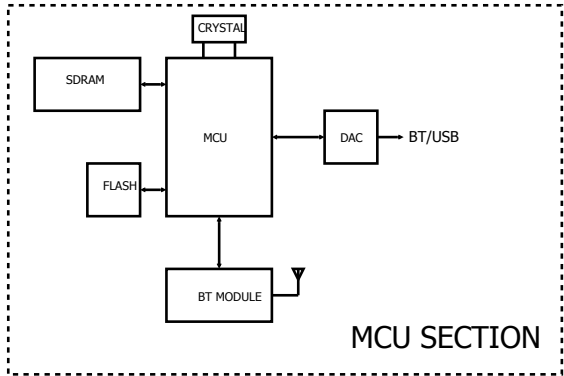 CRYSTAL
SDRAM
MCU
DAC
BT/USB
FLASH
BT MODULE
MCU SECTION